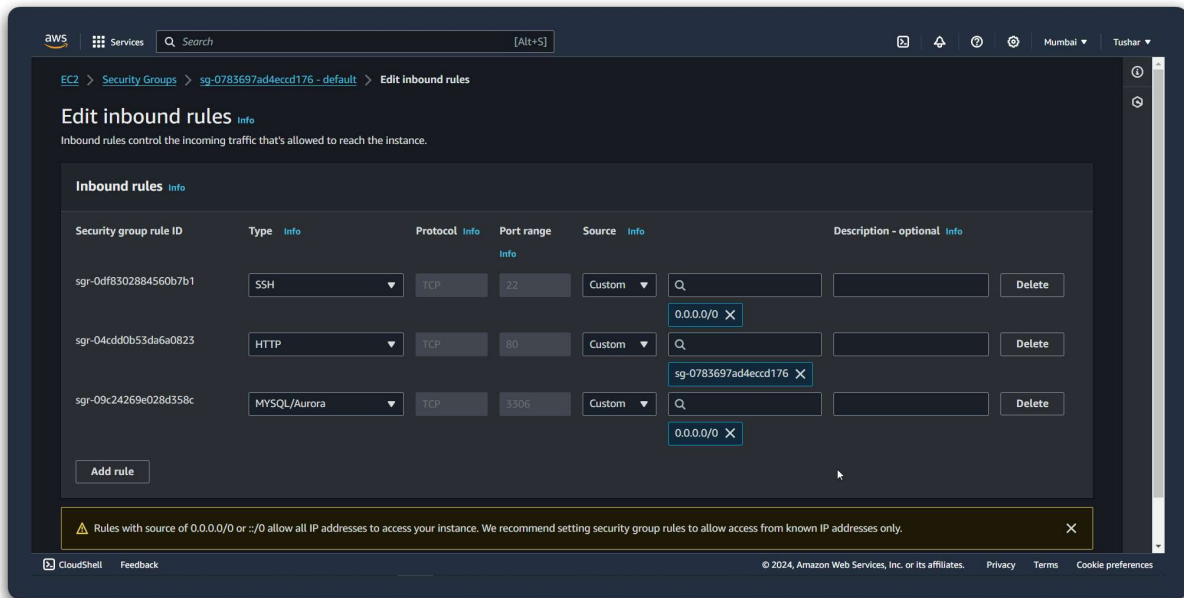 aws Services Search [Alt+S] Mumbai Tushar
EC2 > Security Groups > sg-0783697ad4eccd176 - default > Edit inbound rules
Edit inbound rules Info
Inbound rules control the incoming traffic that's allowed to reach the instance.
Inbound rules Info
Security group rule ID Type Info Protocol Info Port range Info Source Info Description - optional Info
sgr-0df8302884560b7b1 SSH TCP 22 Custom Delete
0.0.0.0/0
sgr-04cdd0b53da6a0823 HTTP TCP 80 Custom Delete
sg-0783697ad4eccd176
sgr-09c24269e028d358c MYSQL/Aurora TCP 3306 Custom Delete
0.0.0.0/0
Add rule
Rules with source of 0.0.0.0/0 or ::/0 allow all IP addresses to access your instance. We recommend setting security group rules to allow access from known IP addresses only.
CloudShell Feedback © 2024, Amazon Web Services, Inc. or its affiliates. Privacy Terms Cookie preferences